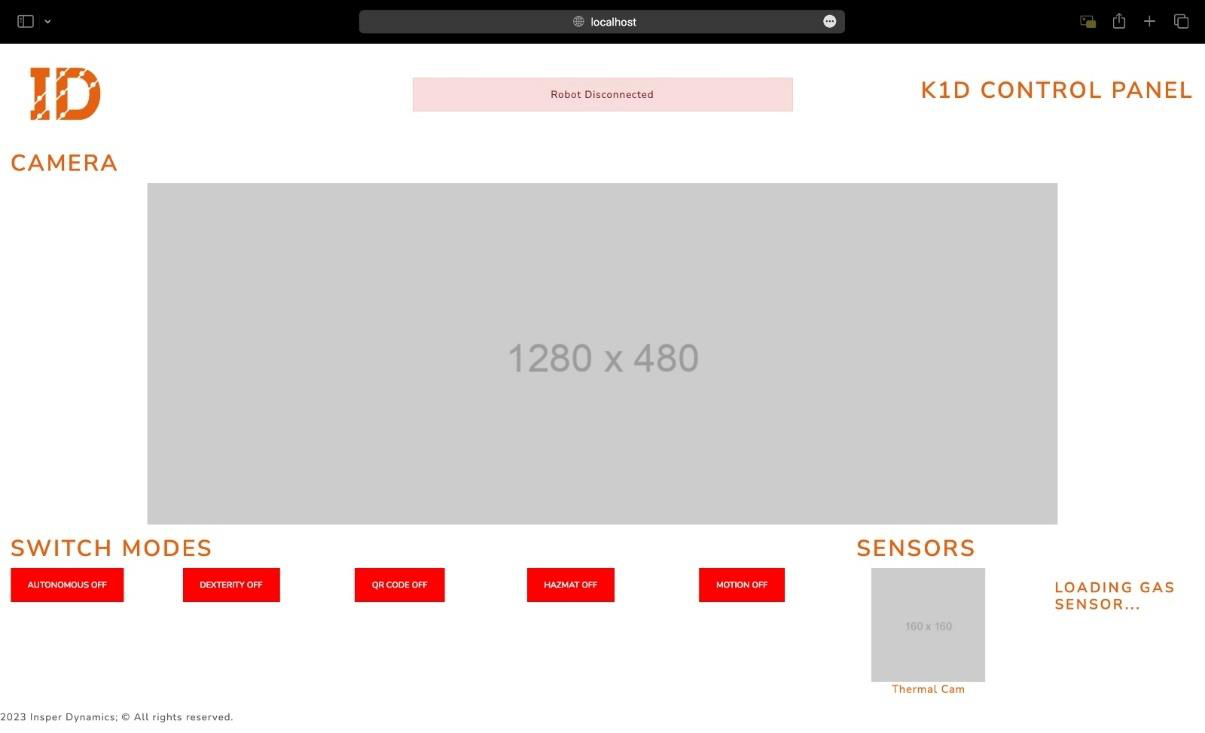 localhost
ID
Robot Disconnected
K1D CONTROL PANEL
CAMERA
1280 x 480
SWITCH MODES
AUTONOMOUS OFF
DEXTERITY OFF
QR CODE OFF
HAZMAT OFF
MOTION OFF
SENSORS
160 x 160
Thermal Cam
LOADING GAS
SENSOR...
2023 Insper Dynamics; © All rights reserved.